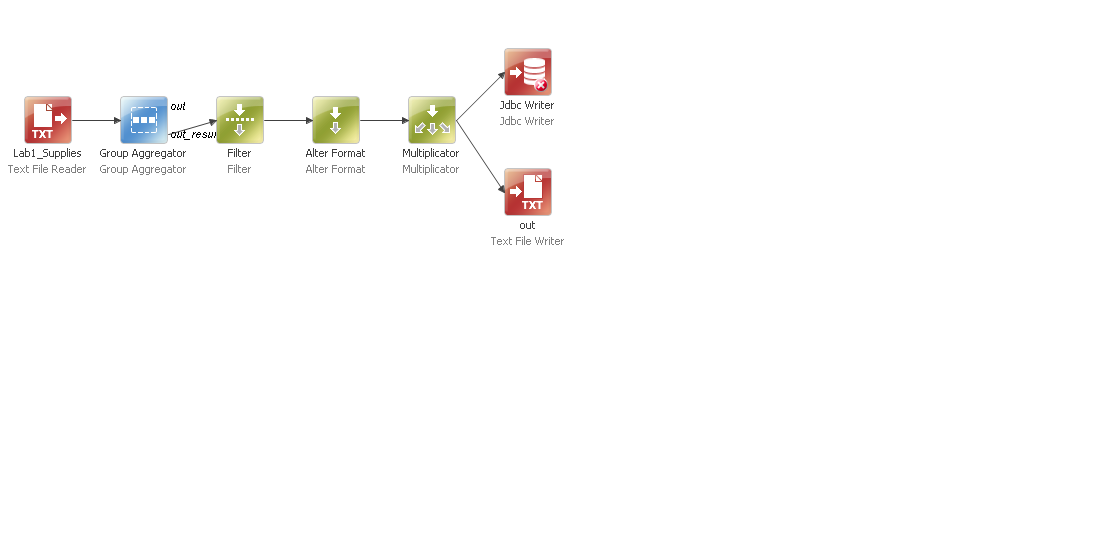 Jdbc Writer
Jdbc Writer
TXT
Lab1_Supplies
Text File Reader
out
Group Aggregator
Group Aggregator
Filter
Filter
Alter Format
Alter Format
Multiplicator
Multiplicator
TXT
out
Text File Writer